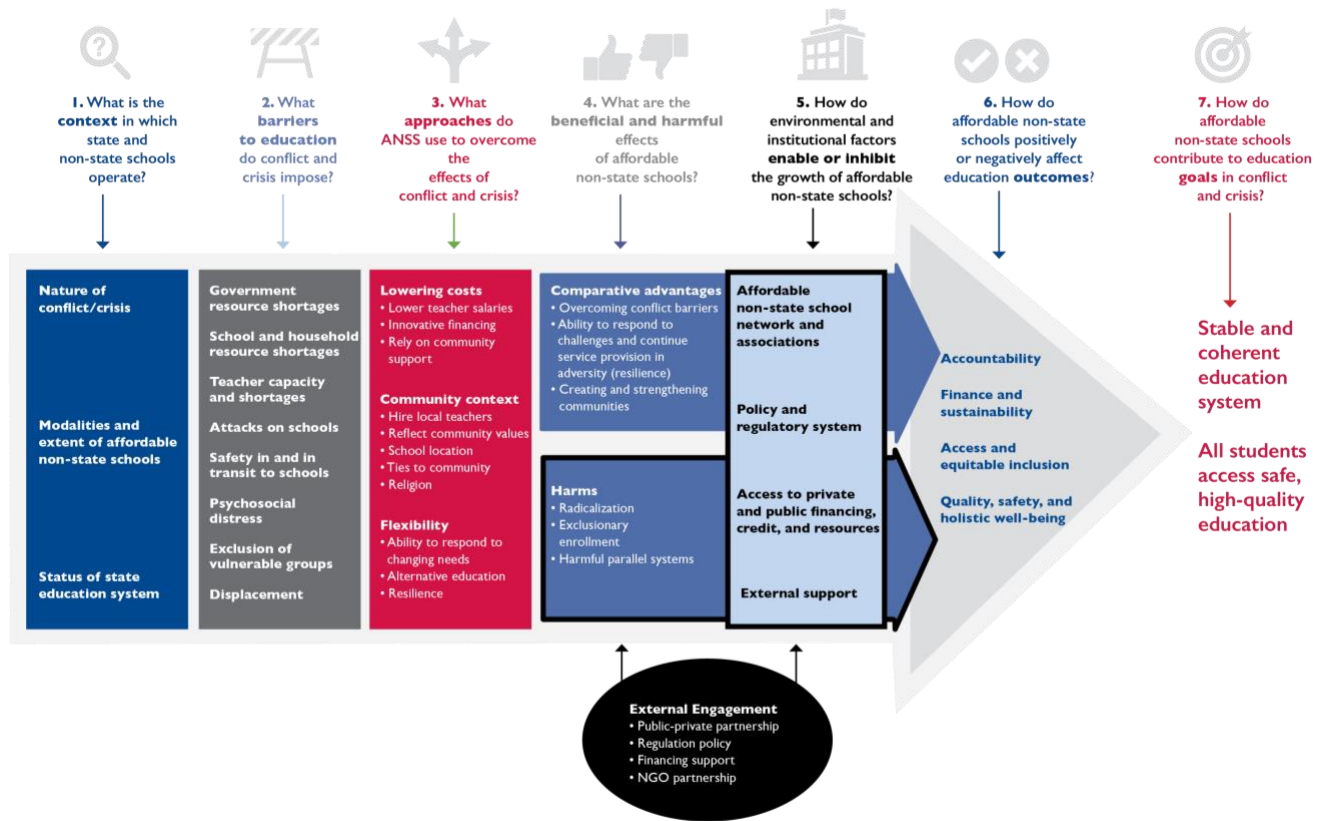 1. What is the
context in which
state and
non-state schools
operate?
2. What
barriers
to education
do conflict and
crisis impose?
3. What
approaches do
ANSS use to overcome
the
effects of
conflict and crisis?
4. What are the
beneficial and harmful
effects
of affordable
non-state schools?
5. How do
environmental and
institutional factors
enable or inhibit
the growth of affordable
non-state schools?
6. How do
affordable non-state
schools positively
or negatively affect
education outcomes?
7. How do
affordable
non-state schools
contribute to education
goals in conflict
and crisis?
Nature of
conflict/crisis
Modalities and
extent of affordable
non-state schools
Status of state
education system
Government
resource shortages
School and household
resource shortages
Teacher capacity
and shortages
Attacks on schools
Safety in and in
transit to schools
Psychosocial
distress
Exclusion of
vulnerable groups
Displacement
Lowering costs
• Lower teacher salaries
• Innovative financing
• Rely on community
support
Community context
• Hire local teachers
• Reflect community values
• School location
• Ties to community
• Religion
Flexibility
• Ability to respond to
changing needs
• Alternative education
• Resilience
Comparative advantages
• Overcoming conflict barriers
• Ability to respond to
challenges and continue
service provision in
adversity (resilience)
• Creating and strengthening
communities
Harms
• Radicalization
• Exclusionary
enrollment
• Harmful parallel systems
Affordable
non-state school
network and
associations
Policy and
regulatory system
Access to private
and public financing,
credit, and resources
External support
Accountability
Finance and
sustainability
Access and
equitable inclusion
Quality, safety, and
holistic well-being
Stable and
coherent
education
system
All students
access safe,
high-quality
education
External Engagement
• Public-private partnership
• Regulation policy
• Financing support
• NGO partnership